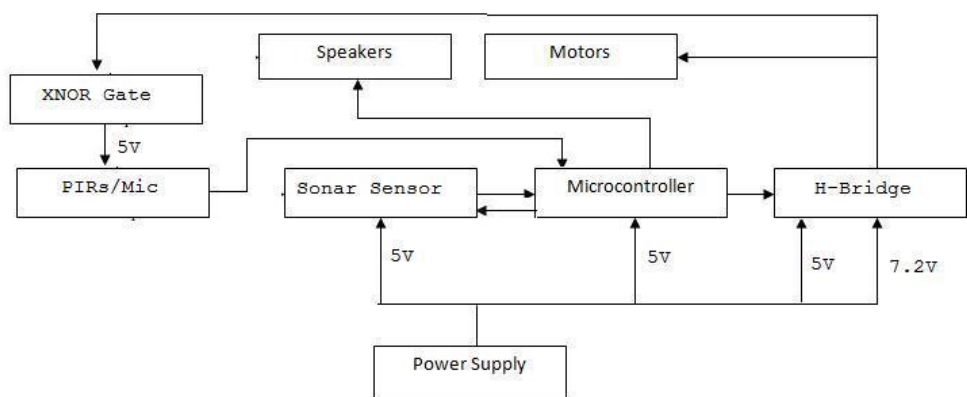 Speakers
Motors
XNOR Gate
5V
PIRs/Mic
Sonar Sensor
Microcontroller
H-Bridge
5V
5V
5V
7.2V
Power Supply